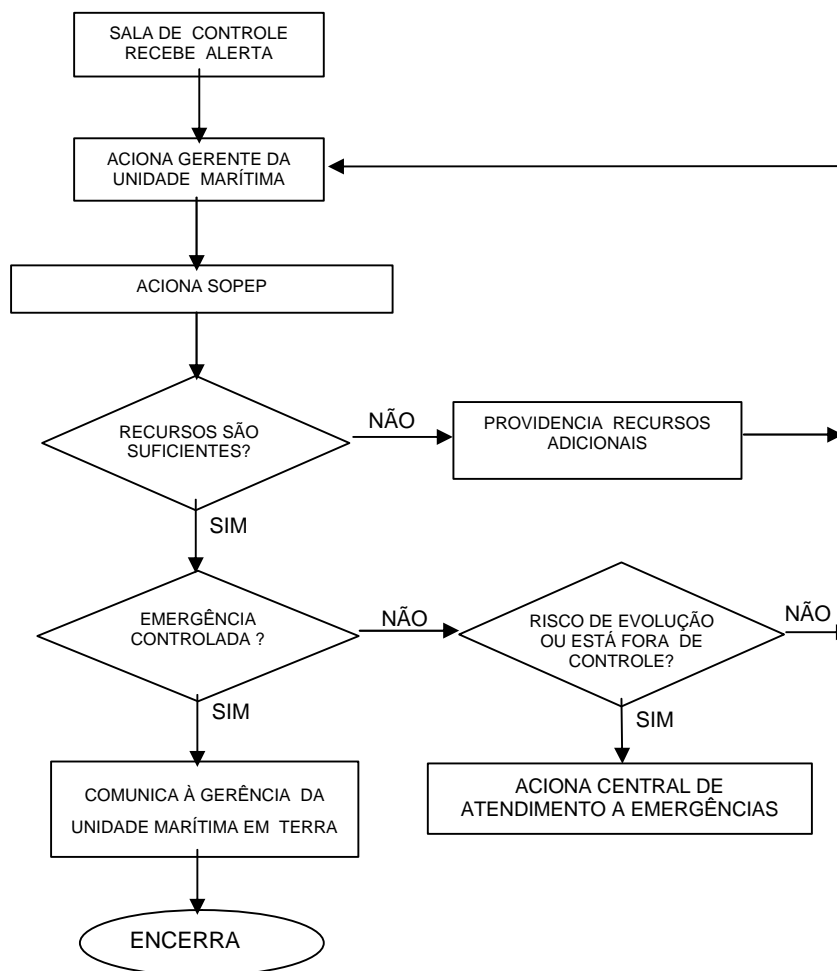 SALA DE CONTROLE
RECEBE ALERTA
ACIONA GERENTE DA
UNIDADE MARÍTIMA
ACIONA SOPEP
RECURSOS SÃO
SUFICIENTES?
NÃO
PROVIDENCIA RECURSOS
ADICIONAIS
SIM
EMERGÊNCIA
CONTROLADA ?
NÃO
RISCO DE EVOLUÇÃO
OU ESTÁ FORA DE
CONTROLE?
NÃO
SIM
SIM
COMUNICA À GERÊNCIA DA
UNIDADE MARÍTIMA EM TERRA
ACIONA CENTRAL DE
ATENDIMENTO A EMERGÊNCIAS
ENCERRA